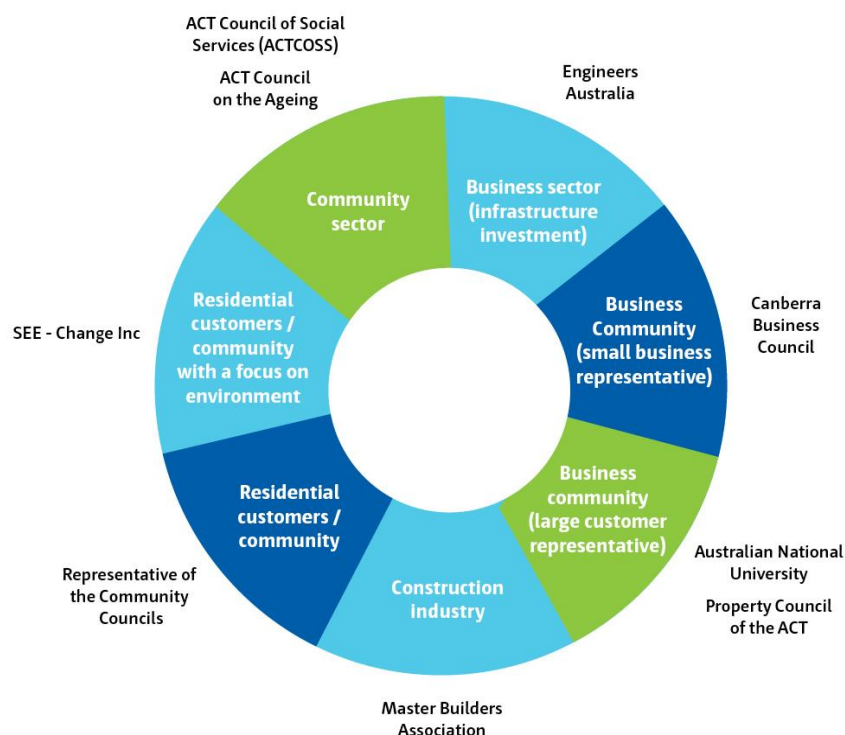 ACT Council of Social
Services (ACTCOSS)
ACT Council
on the Ageing
Engineers
Australia
Community
sector
Business sector
(infrastructure
investment)
Residential
customers /
community
with a focus on
environment
SEE - Change Inc
Business
Community
(small business
representative)
Canberra
Business
Council
Residential
customers /
community
Business
community
(large customer
representative)
Australian National
University
Property Council
of the ACT
Representative of
the Community
Councils
Construction
industry
Master Builders
Association